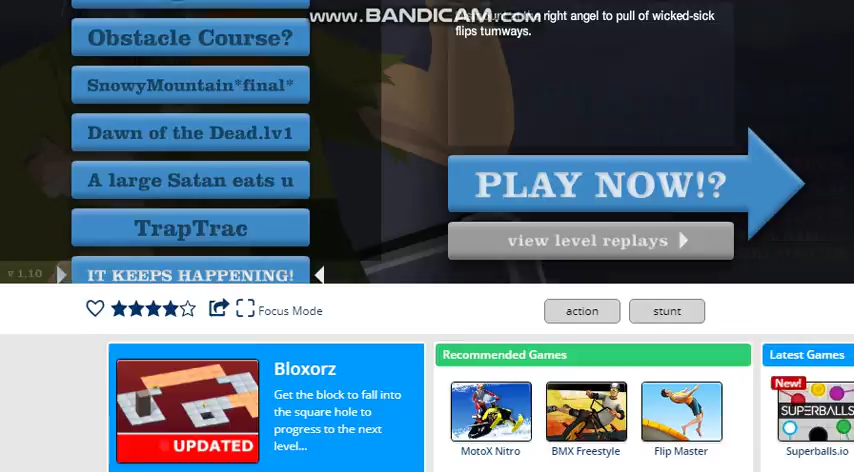 www.BANDICAM.com
right angel to pull of wicked-sick
flips tumways.
Obstacle Course?
SnowyMountain*final*
Dawn of the Dead.lv1
A large Satan eats u
TrapTrac
IT KEEPS HAPPENING!
PLAY NOW!?
view level replays
v 1.10
Focus Mode
action
stunt
Bloxorz
Get the block to fall into
the square hole to
progress to the next
level...
UPDATED
Recommended Games
MotoX Nitro
BMX Freestyle
Flip Master
Latest Games
New!
SUPERBALLS
Superballs.io